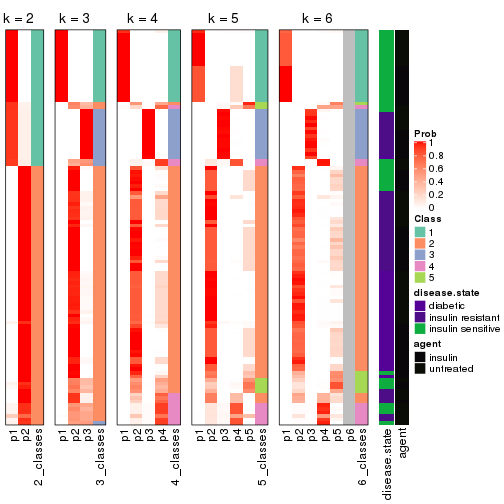 k = 2 k = 3 k = 4 k = 5 k = 6
Prob
1
0.8
0.6
0.4
0.2
0
Class
1
2
3
4
5
disease.state
diabetic
insulin resistant
insulin sensitive
agent
insulin
untreated
p1 p2 2_classes p1 p2 p3 3_classes p1 p2 p3 p4 4_classes p1 p2 p3 p4 p5 5_classes p1 p2 p3 p4 p5 p6 6_classes disease.state agent